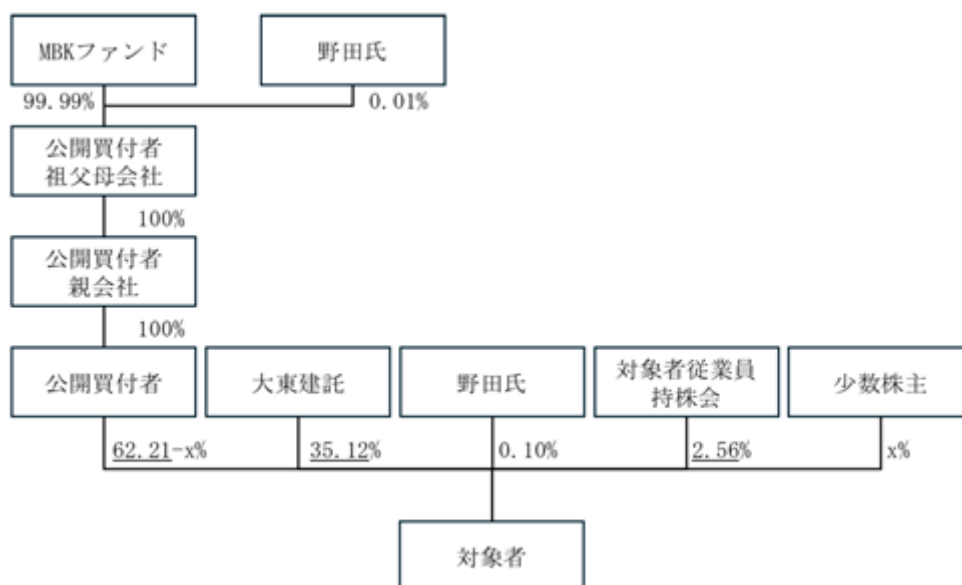 MBKファンド
野田氏
99.99%
0.01%
公開買付者
祖父母会社
100%
公開買付者
親会社
100%
公開買付者
大東建託
野田氏
対象者従業員
持株会
少数株主
62.21-x%
35.12%
0.10%
2.56%
x%
対象者